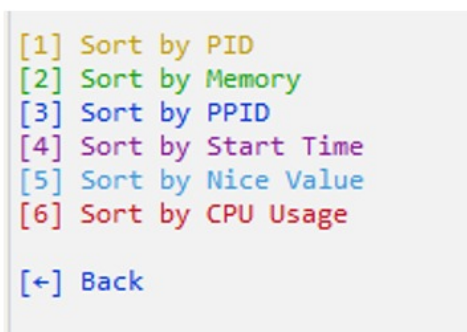 [1] Sort by PID
[2] Sort by Memory
[3] Sort by PPID
[4] Sort by Start Time
[5] Sort by Nice Value
[6] Sort by CPU Usage
[←] Back